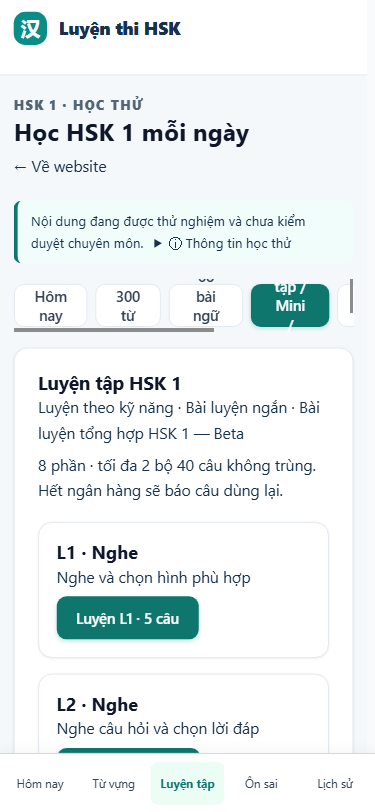 汉 Luyện thi HSK
HSK 1 · HỌC THỬ
Học HSK 1 mỗi ngày
← Về website
Nội dung đang được thử nghiệm và chưa kiểm
duyệt chuyên môn. ▶ ⓘ Thông tin học thử
Hôm
nay
300
từ
bài
ngữ
tập /
Mini
/
Luyện tập HSK 1
Luyện theo kỹ năng · Bài luyện ngắn · Bài
luyện tổng hợp HSK 1 — Beta
8 phần · tối đa 2 bộ 40 câu không trùng.
Hết ngân hàng sẽ báo câu dùng lại.
L1 · Nghe
Nghe và chọn hình phù hợp
Luyện L1 · 5 câu
L2 · Nghe
Nghe câu hỏi và chọn lời đáp
Hôm nay Từ vựng Luyện tập Ôn sai Lịch sử